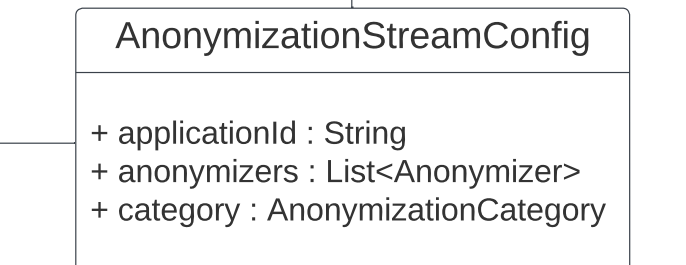 AnonymizationStreamConfig
+ applicationId : String
+ anonymizers : List<Anonymizer>
+ category : AnonymizationCategory